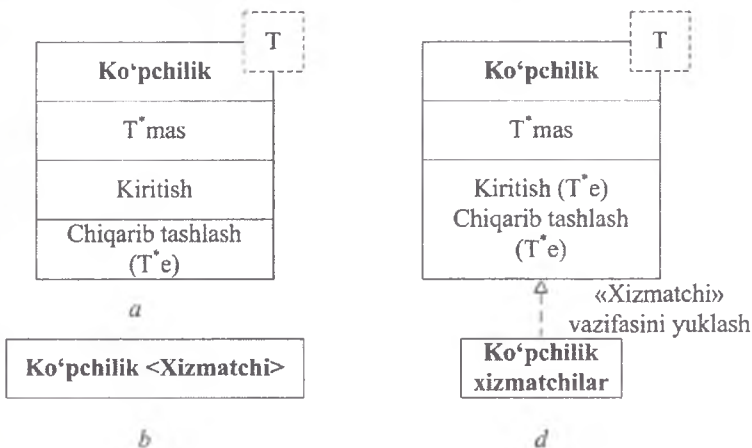 T
Ko‘pchilik
T*mas
Kiritish
Chiqarib tashlash
(T*e)
a
Ko‘pchilik <Xizmatchi>
b
T
Ko‘pchilik
T*mas
Kiritish (T*e)
Chiqarib tashlash
(T*e)
«Xizmatchi»
vazifasini yuklash
Ko‘pchilik
xizmatchilar
d